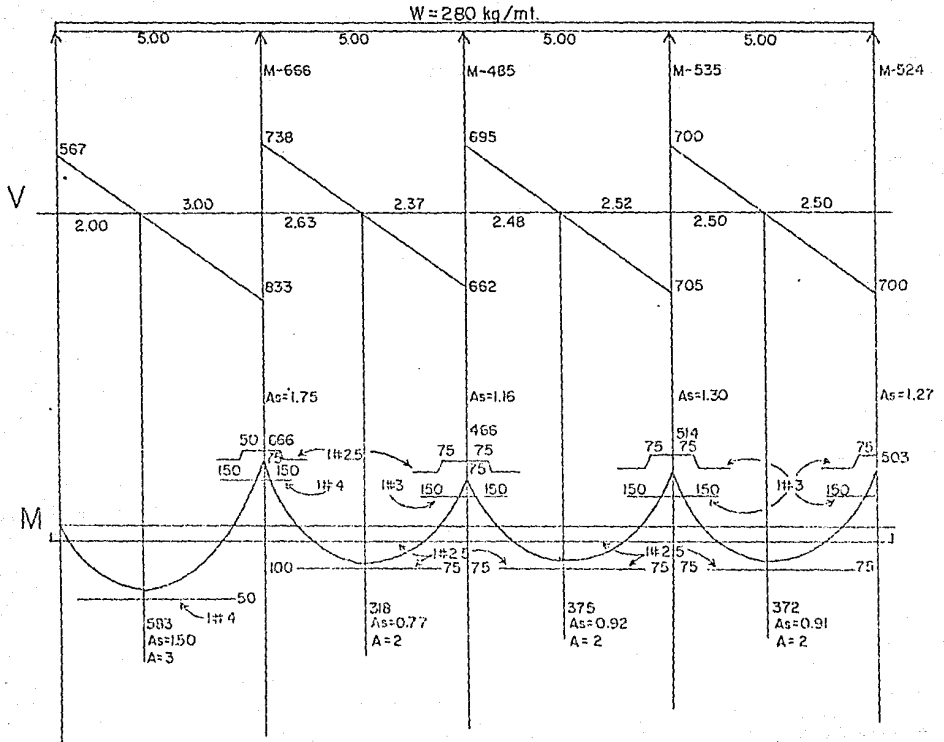 W=280 kg/mt.
5.00 5.00 5.00 5.00
M-666 M-485 M-535 M-524
567 738 695 700
V
2.00 3.00 2.63 2.37 2.48 2.52 2.50 2.50
833 662 705 700
As=1.75 As=1.16 As=1.30 As=1.27
466 514
50 666 75 75 75 75 75 503
75 1#2.5 75
150 150 1#4 1#3 150 150 150 150 1#3 150
M
1#2.5 1#2.5
100 75 75 75 75 75
50
1#4
583 318 375 372
As=1.50 As=0.77 As=0.92 As=0.91
A=3 A=2 A=2 A=2